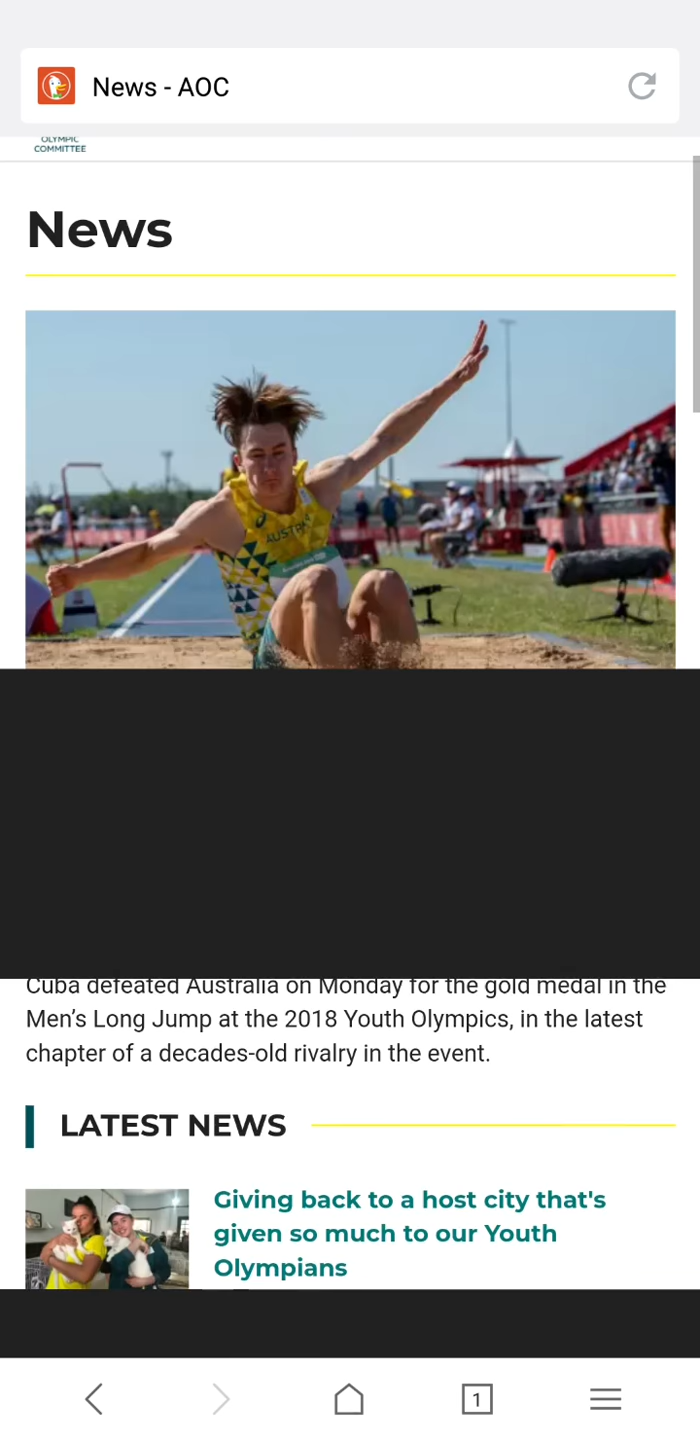 News - AOC
OLYMPIC
COMMITTEE
News
AUSTRALIA
Cuba defeated Australia on Monday for the gold medal in the
Men’s Long Jump at the 2018 Youth Olympics, in the latest
chapter of a decades-old rivalry in the event.
LATEST NEWS
Giving back to a host city that's
given so much to our Youth
Olympians
1